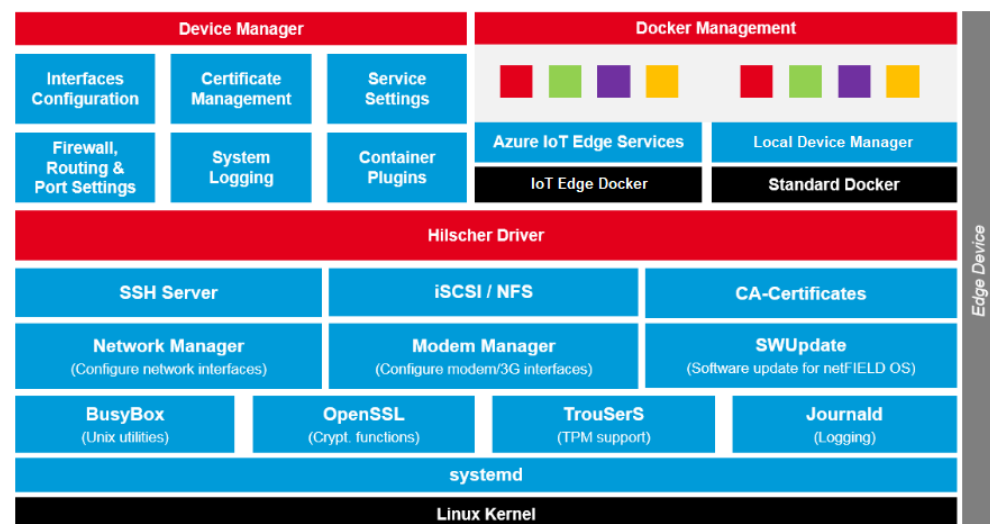 Device Manager
Docker Management
Interfaces
Configuration
Certificate
Management
Service
Settings
Firewall,
Routing &
Port Settings
System
Logging
Container
Plugins
Azure IoT Edge Services
Local Device Manager
IoT Edge Docker
Standard Docker
Hilscher Driver
SSH Server
iSCSI / NFS
CA-Certificates
Network Manager
(Configure network interfaces)
Modem Manager
(Configure modem/3G interfaces)
SWUpdate
(Software update for netFIELD OS)
BusyBox
(Unix utilities)
OpenSSL
(Crypt. functions)
TrouSerS
(TPM support)
Journald
(Logging)
systemd
Linux Kernel
Edge Device